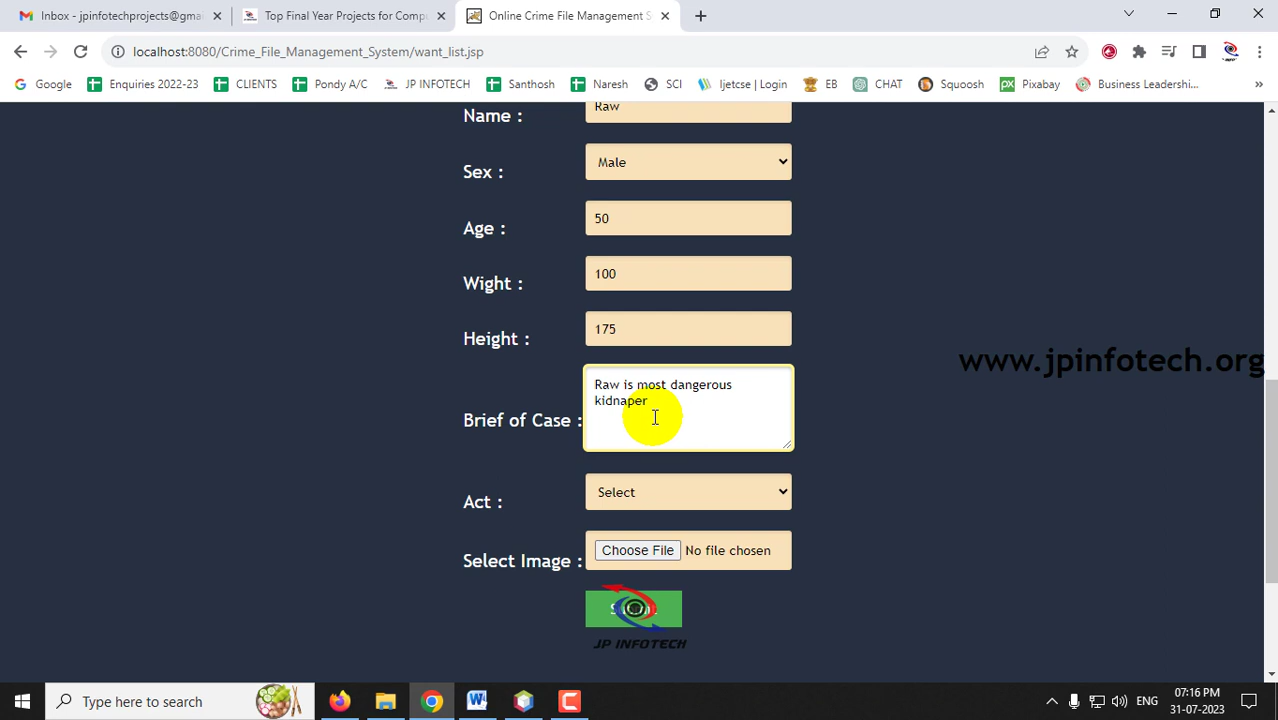 Inbox - jpinfotechprojects@gma
Top Final Year Projects for Compu
Online Crime File Management S
localhost:8080/Crime_File_Management_System/want_list.jsp
Google
Enquiries 2022-23
CLIENTS
Pondy A/C
JP INFOTECH
Santhosh
Naresh
SCI
Ijetcse | Login
EB
CHAT
Squoosh
Pixabay
Business Leadershi...
Name :
Raw
Sex :
Male
Age :
50
Wight :
100
Height :
175
www.jpinfotech.org
Brief of Case :
Raw is most dangerous
kidnaper
Act :
Select
Select Image :
Choose File No file chosen
JP INFOTECH
Type here to search
ENG
07:16 PM
31-07-2023